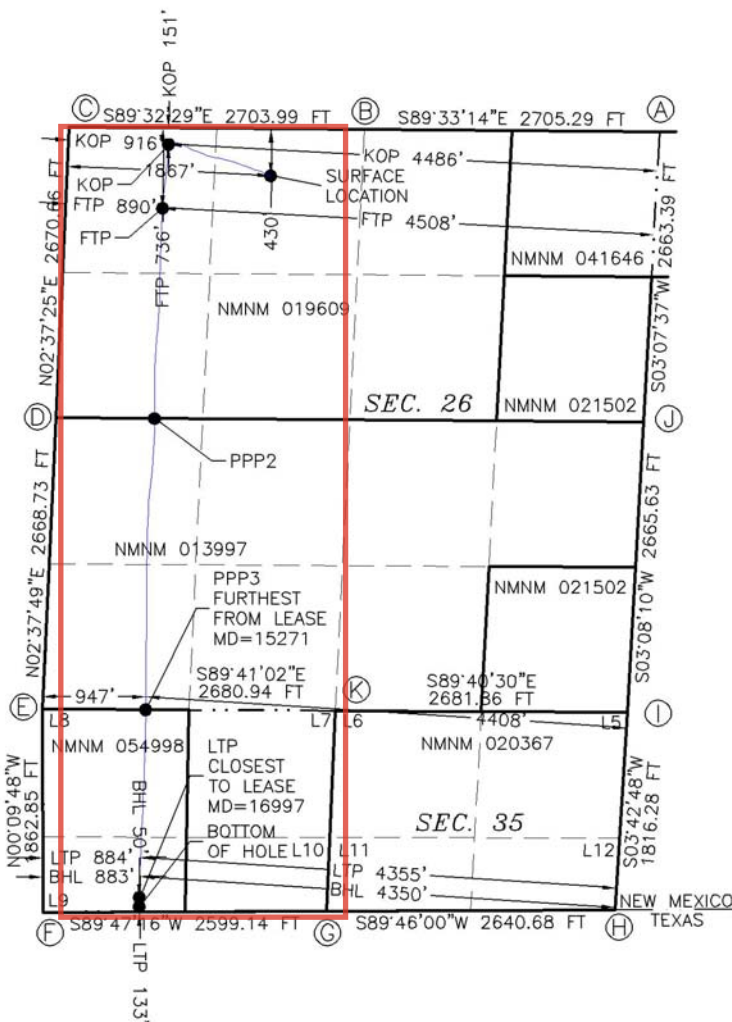 KOP 151'
C
S89°32'29"E 2703.99 FT
B
S89°33'14"E 2705.29 FT
A
KOP 916'
KOP 4486'
1867'
KOP
SURFACE
LOCATION
FTP 890'
FTP 4508'
FTP
430'
FTP 736'
N02°37'25"E 2670.66 FT
S03°07'37"W 2663.39 FT
NMNM 041646
NMNM 019609
SEC. 26
NMNM 021502
D
J
PPP2
N02°37'49"E 2668.73 FT
S03°08'10"W 2665.63 FT
NMNM 013997
NMNM 021502
PPP3
FURTHEST
FROM LEASE
MD=15271
S89°41'02"E
2680.94 FT
S89°40'30"E
2681.86 FT
947'
K
E
I
L8
L7
L6
4408'
L5
NMNM 054998
NMNM 020367
LTP
CLOSEST
TO LEASE
MD=16997
BHL 50'
N00°09'48"W
1862.85 FT
S03°42'48"W
1816.28 FT
SEC. 35
BOTTOM
OF HOLE
L10
L11
L12
LTP 884'
LTP 4355'
BHL 883'
BHL 4350'
L9
NEW MEXICO
TEXAS
F
S89°47'16"W 2599.14 FT
G
S89°46'00"W 2640.68 FT
H
LTP 133'